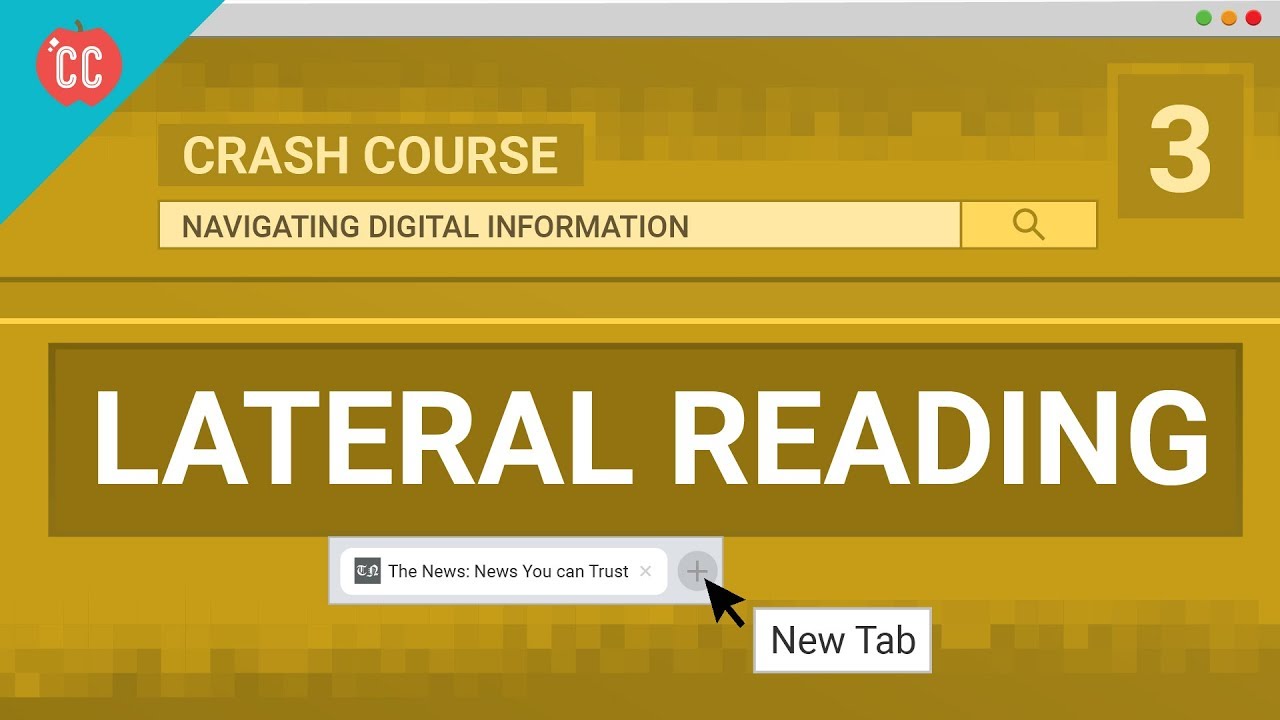 CC
CRASH COURSE
3
NAVIGATING DIGITAL INFORMATION
LATERAL READING
TN The News: News You can Trust
New Tab